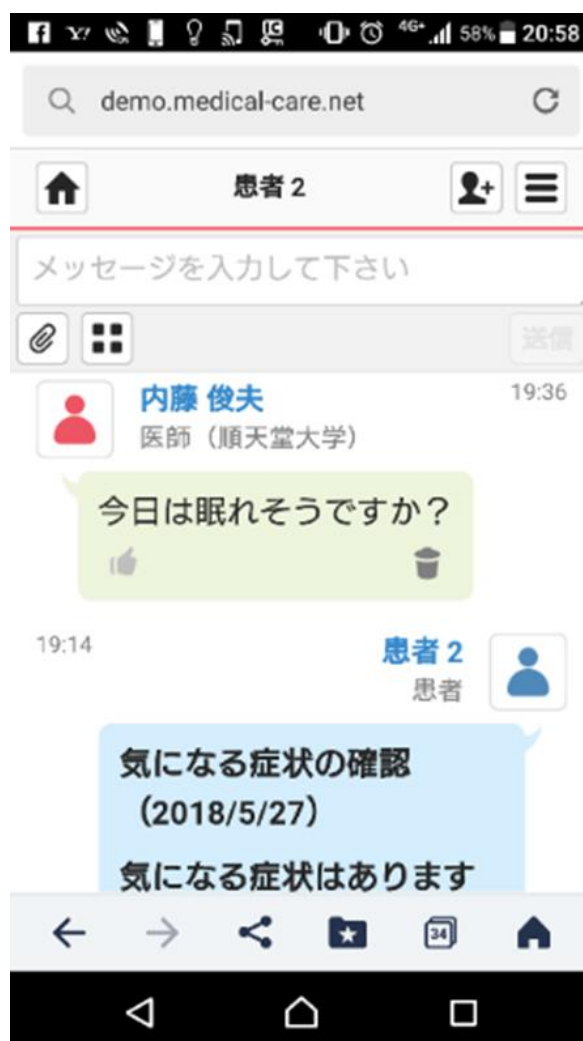 4G+ 58% 20:58
demo.medical-care.net
患者 2
メッセージを入力して下さい
送信
内藤 俊夫 19:36
医師（順天堂大学）
今日は眠れそうですか？
19:14 患者 2
患者
気になる症状の確認
（2018/5/27）
気になる症状はあります
34